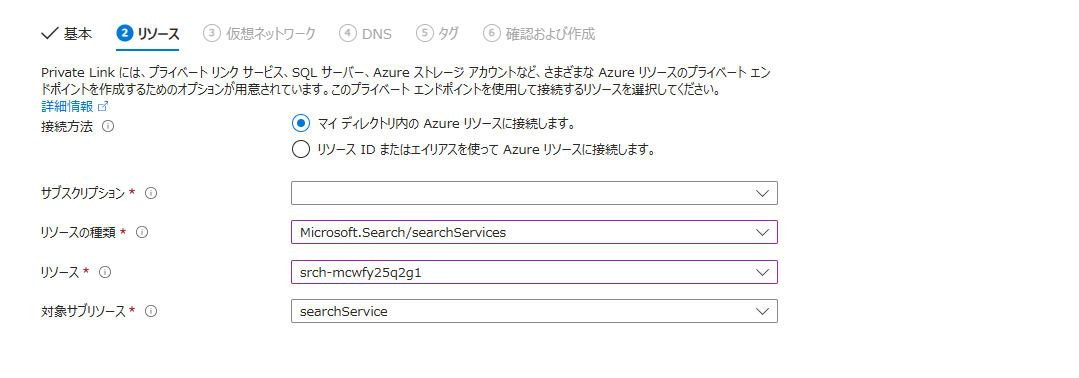 基本 2 リソース 3 仮想ネットワーク 4 DNS 5 タグ 6 確認および作成
Private Link には、プライベート リンク サービス、SQL サーバー、Azure ストレージ アカウントなど、さまざまな Azure リソースのプライベート エン
ドポイントを作成するためのオプションが用意されています。このプライベート エンドポイントを使用して接続するリソースを選択してください。
詳細情報
接続方法 マイ ディレクトリ内の Azure リソースに接続します。
リソース ID またはエイリアスを使って Azure リソースに接続します。
サブスクリプション *
リソースの種類 * Microsoft.Search/searchServices
リソース * srch-mcwfy25q2g1
対象サブリソース * searchService